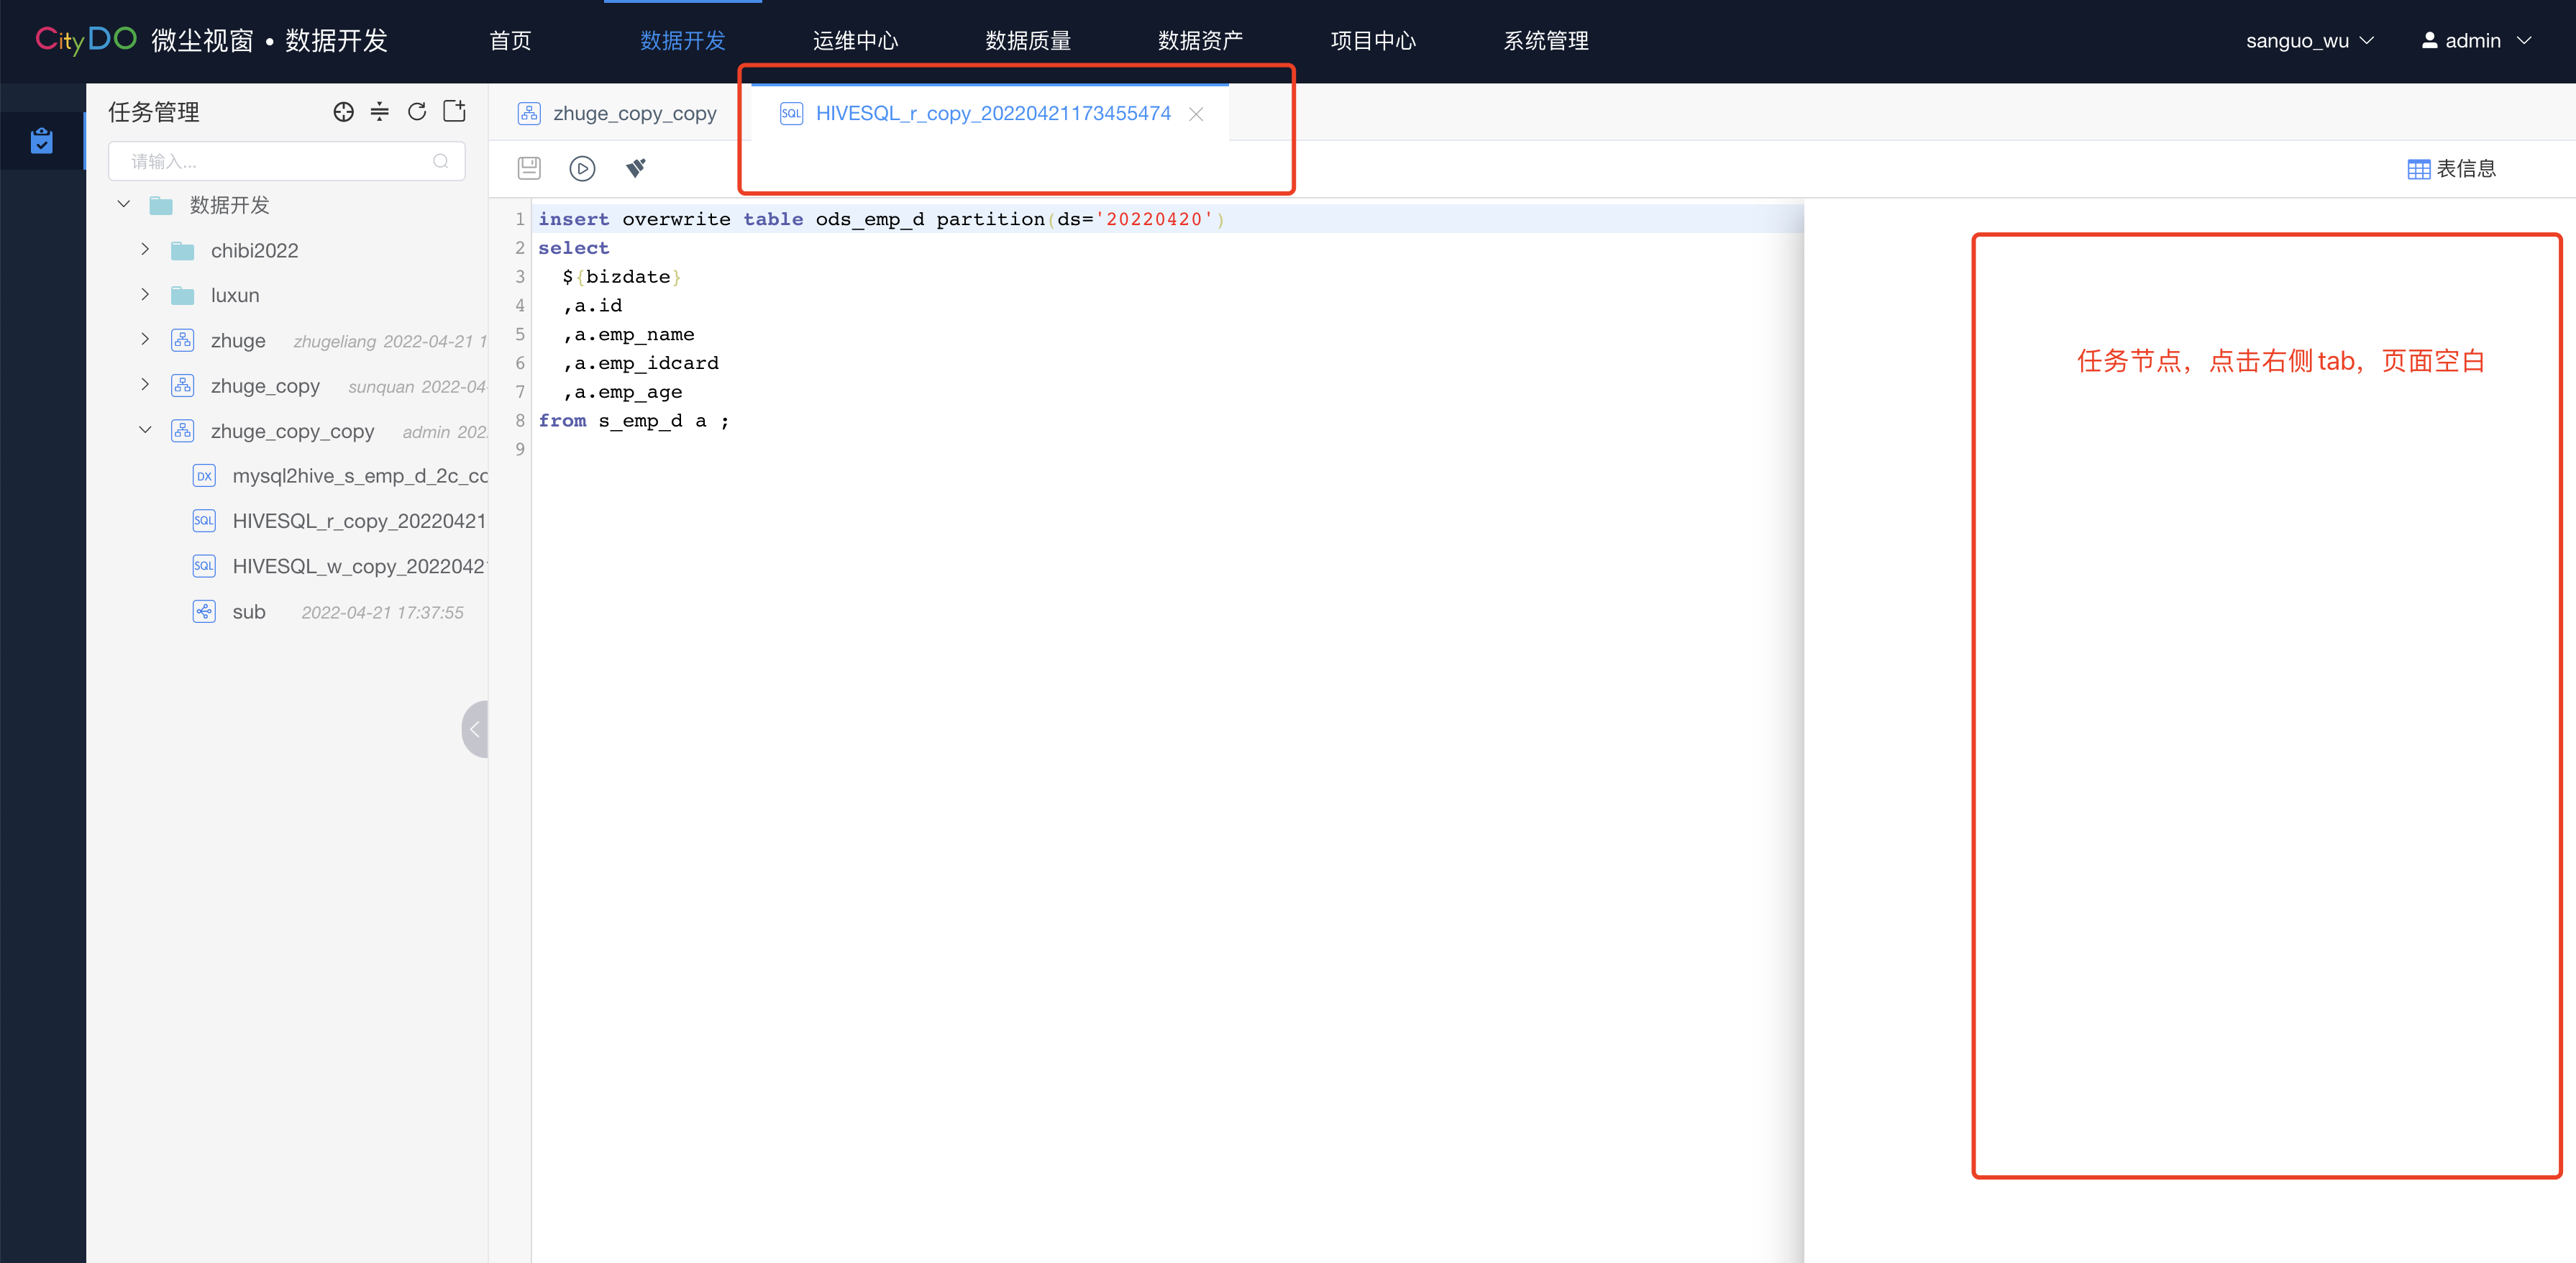 CityDO 微尘视窗 • 数据开发 首页 数据开发 运维中心 数据质量 数据资产 项目中心 系统管理 sanguo_wu admin
任务管理
请输入...
数据开发
chibi2022
luxun
zhuge zhugeliang 2022-04-21 1
zhuge_copy sunquan 2022-04-
zhuge_copy_copy admin 202
DX mysql2hive_s_emp_d_2c_cc
SQL HIVESQL_r_copy_20220421
SQL HIVESQL_w_copy_2022042
sub 2022-04-21 17:37:55
zhuge_copy_copy SQL HIVESQL_r_copy_20220421173455474
表信息
1 insert overwrite table ods_emp_d partition(ds='20220420')
2 select
3 ${bizdate}
4 ,a.id
5 ,a.emp_name
6 ,a.emp_idcard
7 ,a.emp_age
8 from s_emp_d a ;
9
任务节点，点击右侧tab，页面空白